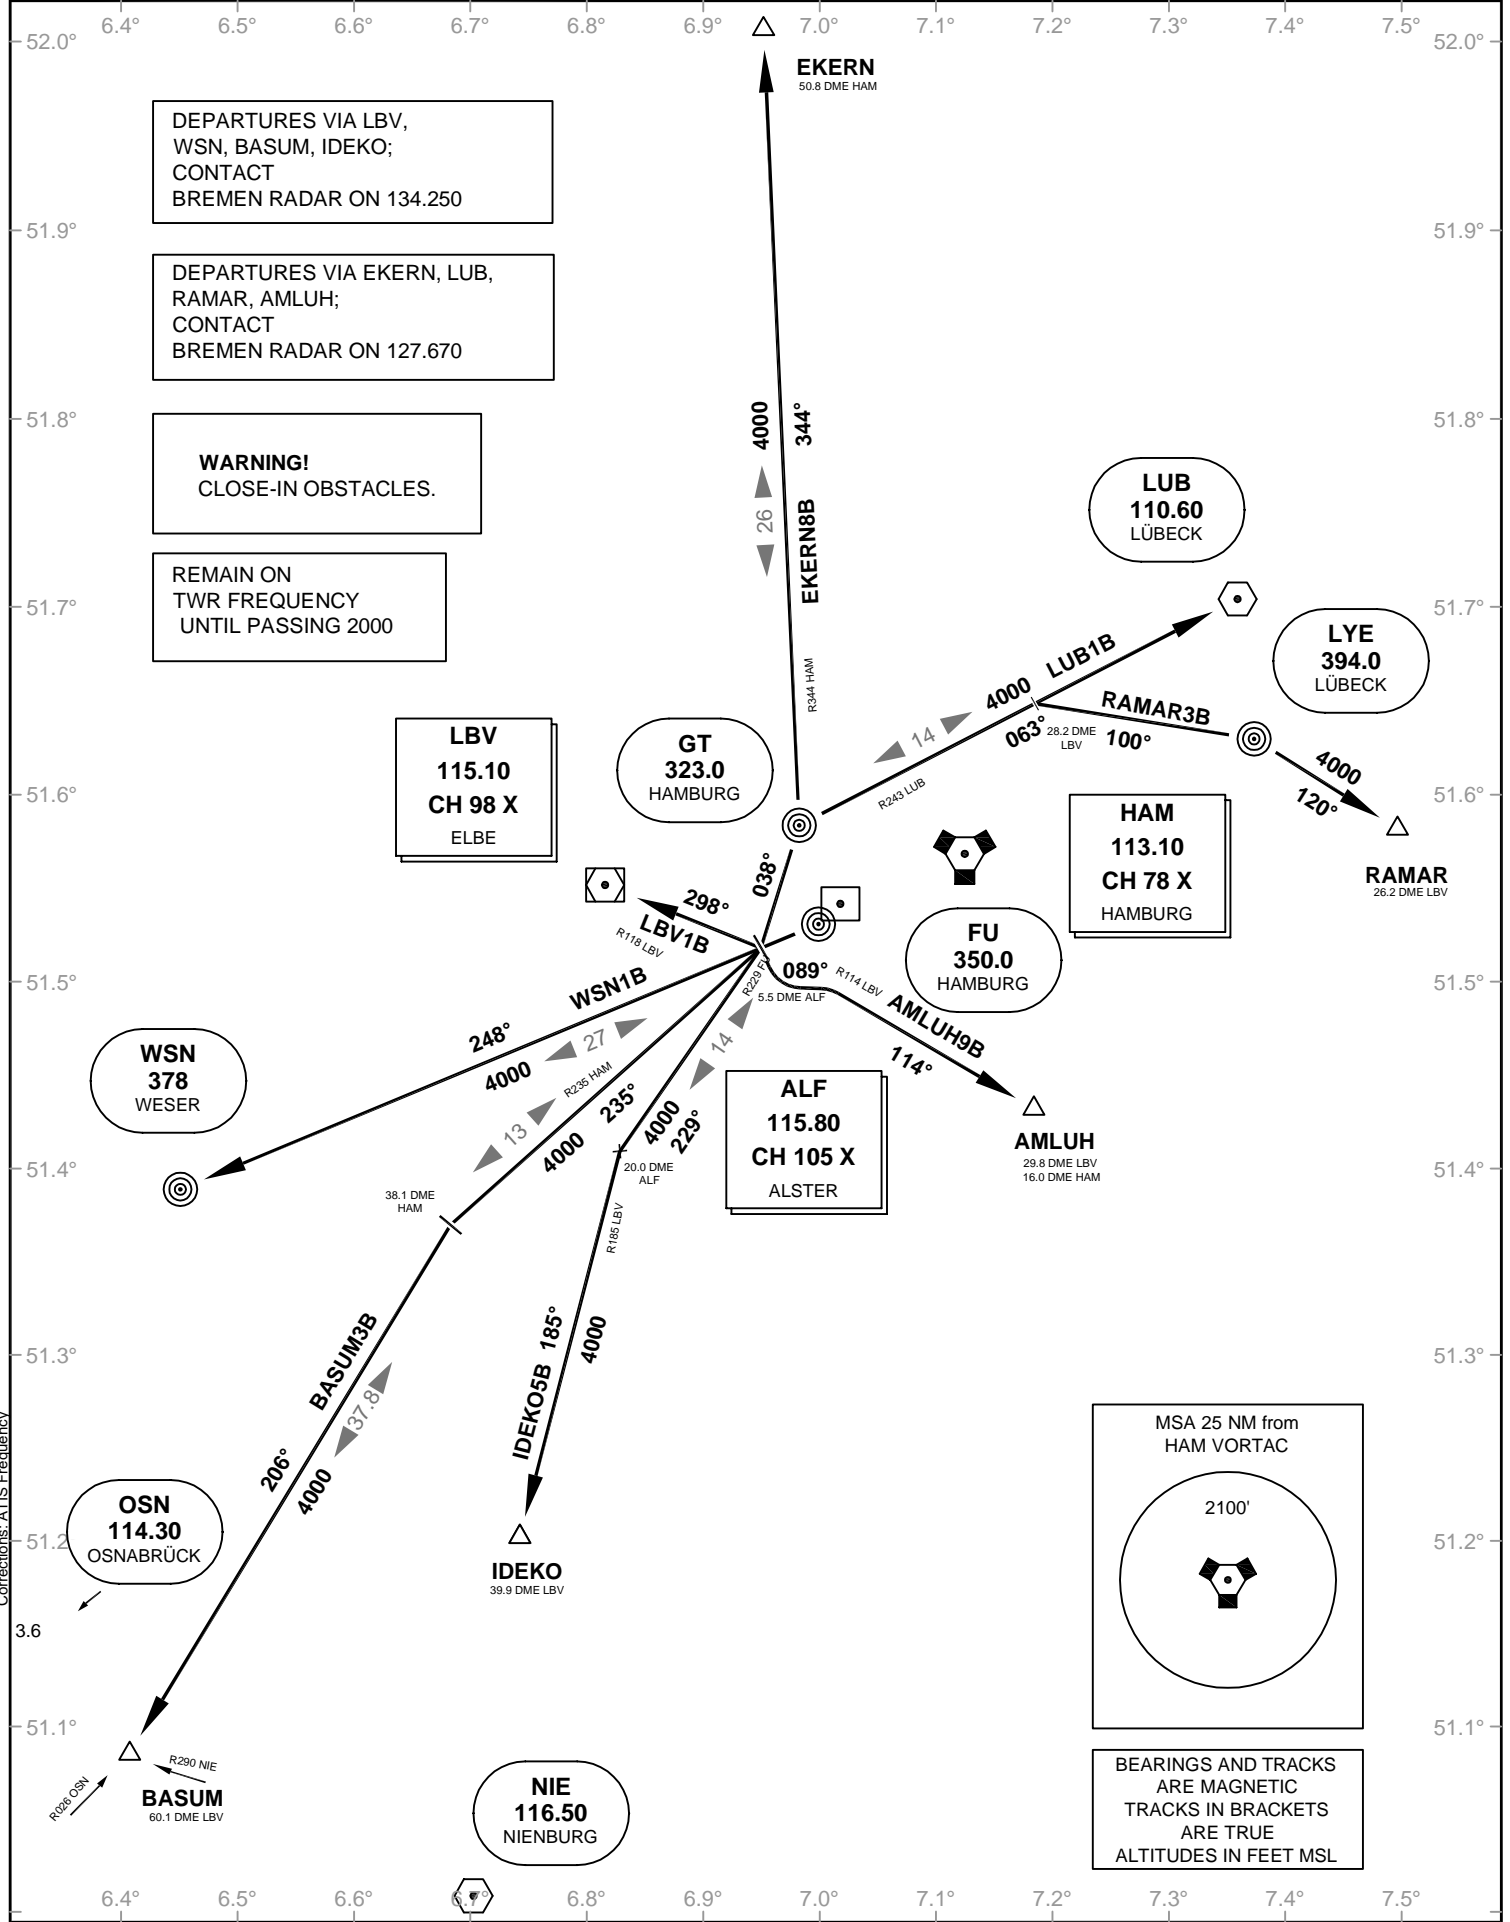 6.4° 6.5° 6.6° 6.7° 6.8° 6.9° 7.0° 7.1° 7.2° 7.3° 7.4° 7.5°
52.0° 52.0°
EKERN
50.8 DME HAM
DEPARTURES VIA LBV,
WSN, BASUM, IDEKO;
CONTACT
BREMEN RADAR ON 134.250
51.9° 51.9°
DEPARTURES VIA EKERN, LUB,
RAMAR, AMLUH;
CONTACT
BREMEN RADAR ON 127.670
51.8° 51.8°
4000
344°
WARNING!
CLOSE-IN OBSTACLES.
26
EKERN8B
LUB
110.60
LÜBECK
REMAIN ON
TWR FREQUENCY
UNTIL PASSING 2000
51.7° 51.7°
R344 HAM
LUB1B
LYE
394.0
LÜBECK
4000
14
063°
28.2 DME
LBV
RAMAR3B
100°
R243 LUB
LBV
115.10
CH 98 X
ELBE
GT
323.0
HAMBURG
4000
120°
51.6° 51.6°
HAM
113.10
CH 78 X
HAMBURG
RAMAR
26.2 DME LBV
038°
298°
LBV1B
R118 LBV
FU
350.0
HAMBURG
51.5° 51.5°
R229 FU
089°
5.5 DME ALF
R114 LBV
AMLUH9B
114°
WSN1B
248°
4000
27
WSN
378
WESER
R235 HAM
235°
13
4000
14
4000
229°
20.0 DME
ALF
ALF
115.80
CH 105 X
ALSTER
AMLUH
29.8 DME LBV
16.0 DME HAM
51.4° 51.4°
38.1 DME
HAM
R185 LBV
51.3° 51.3°
BASUM3B
37.8
206°
4000
IDEKO5B 185°
4000
MSA 25 NM from
HAM VORTAC
2100'
Corrections: ATIS Frequency
OSN
114.30
OSNABRÜCK
51.2 51.2°
IDEKO
39.9 DME LBV
3.6
51.1° 51.1°
R290 NIE
R026 OSN
BASUM
60.1 DME LBV
NIE
116.50
NIENBURG
BEARINGS AND TRACKS
ARE MAGNETIC
TRACKS IN BRACKETS
ARE TRUE
ALTITUDES IN FEET MSL
6.4° 6.5° 6.6° 6.7° 6.8° 6.9° 7.0° 7.1° 7.2° 7.3° 7.4° 7.5°